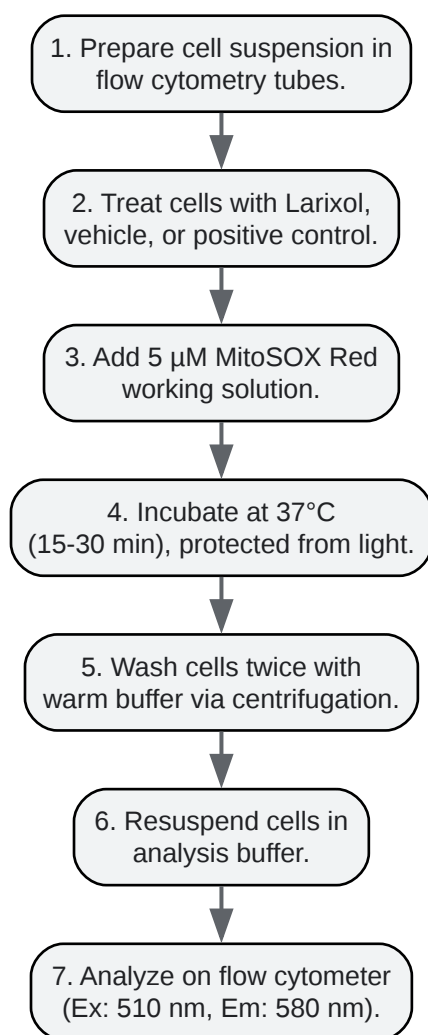 1. Prepare cell suspension in
flow cytometry tubes.
2. Treat cells with Larixol,
vehicle, or positive control.
3. Add 5 µM MitoSOX Red
working solution.
4. Incubate at 37°C
(15-30 min), protected from light.
5. Wash cells twice with
warm buffer via centrifugation.
6. Resuspend cells in
analysis buffer.
7. Analyze on flow cytometer
(Ex: 510 nm, Em: 580 nm).